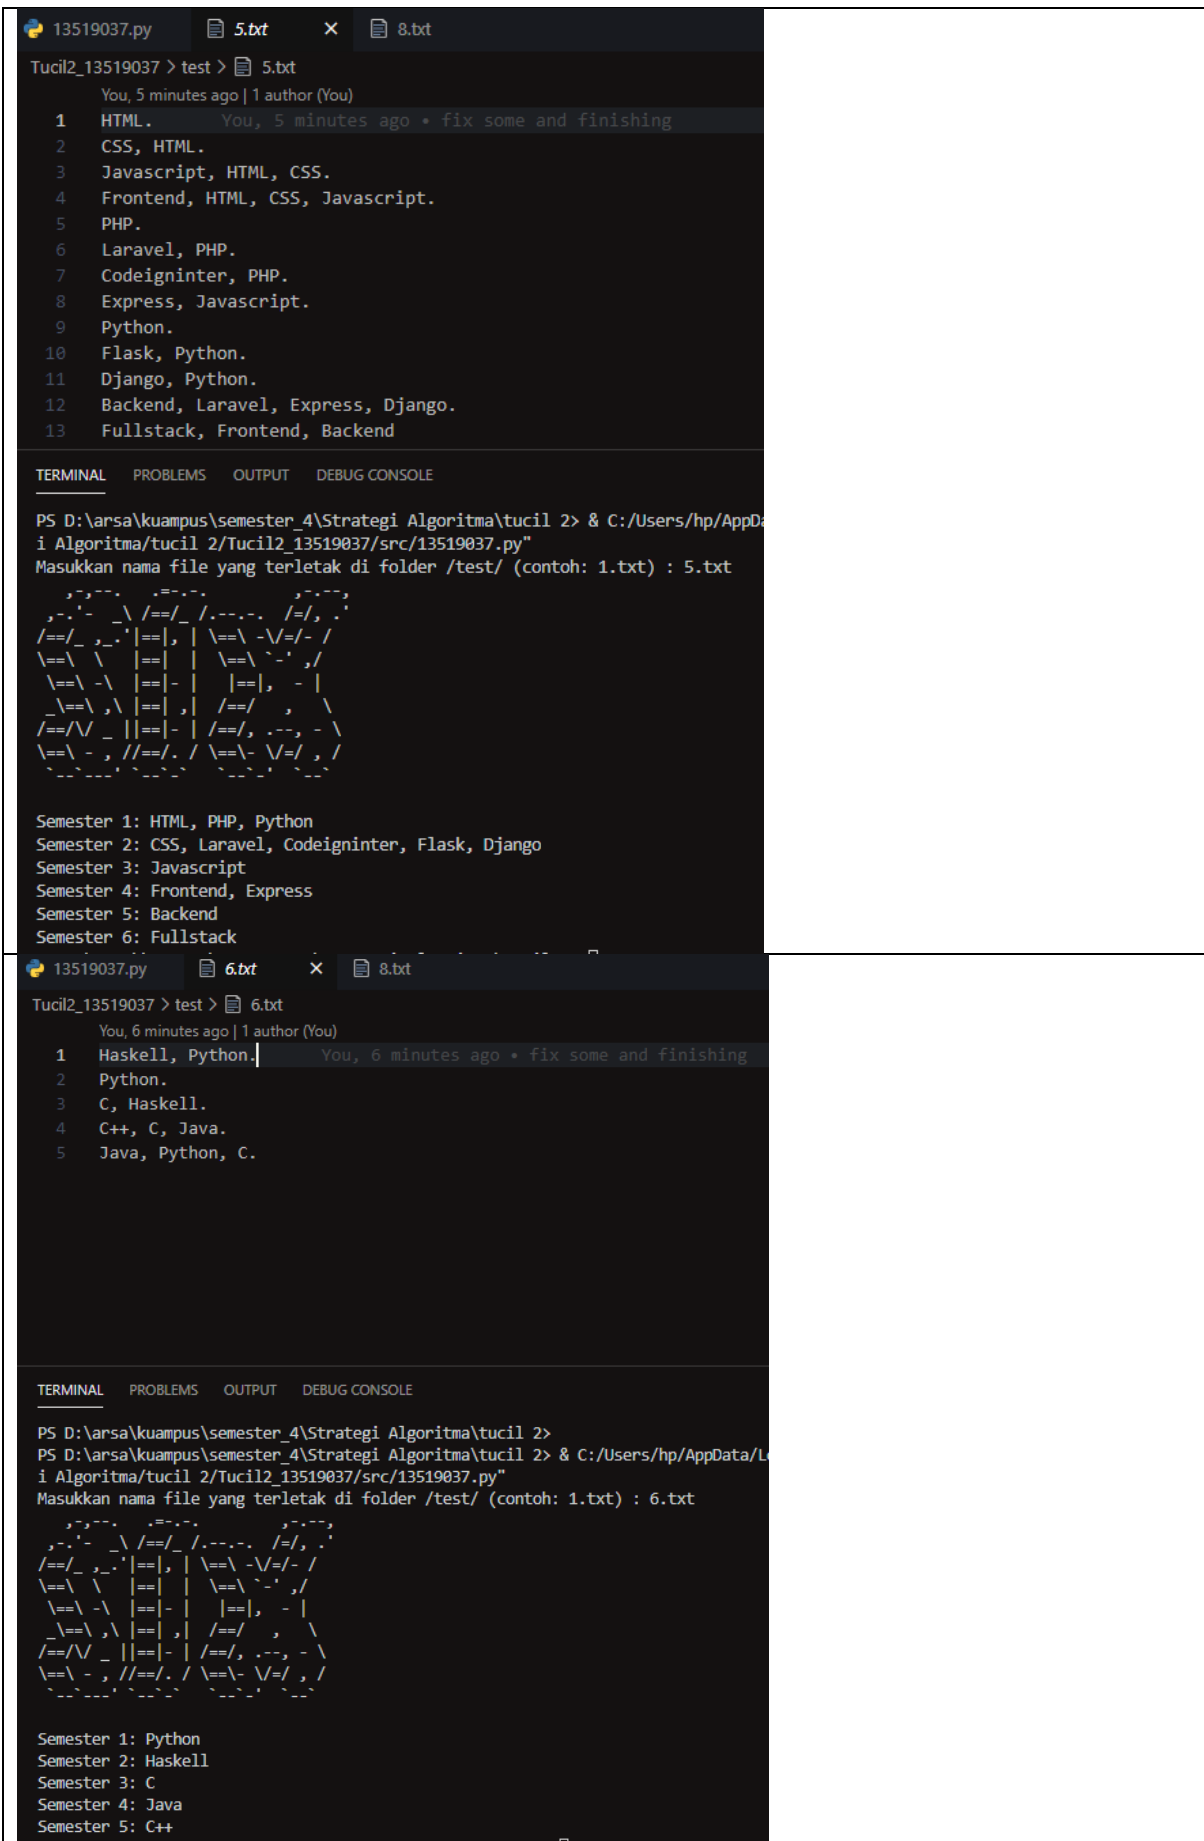 13519037.py 5.txt × 8.txt
Tucil2_13519037 > test > 5.txt
You, 5 minutes ago | 1 author (You)
1 HTML. You, 5 minutes ago • fix some and finishing
2 CSS, HTML.
3 Javascript, HTML, CSS.
4 Frontend, HTML, CSS, Javascript.
5 PHP.
6 Laravel, PHP.
7 Codeigninter, PHP.
8 Express, Javascript.
9 Python.
10 Flask, Python.
11 Django, Python.
12 Backend, Laravel, Express, Django.
13 Fullstack, Frontend, Backend
TERMINAL PROBLEMS OUTPUT DEBUG CONSOLE
PS D:\arsa\kuampus\semester_4\Strategi Algoritma\tucil 2> & C:/Users/hp/AppDa
i Algoritma/tucil 2/Tucil2_13519037/src/13519037.py"
Masukkan nama file yang terletak di folder /test/ (contoh: 1.txt) : 5.txt
Semester 1: HTML, PHP, Python
Semester 2: CSS, Laravel, Codeigninter, Flask, Django
Semester 3: Javascript
Semester 4: Frontend, Express
Semester 5: Backend
Semester 6: Fullstack
13519037.py 6.txt × 8.txt
Tucil2_13519037 > test > 6.txt
You, 6 minutes ago | 1 author (You)
1 Haskell, Python. You, 6 minutes ago • fix some and finishing
2 Python.
3 C, Haskell.
4 C++, C, Java.
5 Java, Python, C.
TERMINAL PROBLEMS OUTPUT DEBUG CONSOLE
PS D:\arsa\kuampus\semester_4\Strategi Algoritma\tucil 2>
PS D:\arsa\kuampus\semester_4\Strategi Algoritma\tucil 2> & C:/Users/hp/AppData/L
i Algoritma/tucil 2/Tucil2_13519037/src/13519037.py"
Masukkan nama file yang terletak di folder /test/ (contoh: 1.txt) : 6.txt
Semester 1: Python
Semester 2: Haskell
Semester 3: C
Semester 4: Java
Semester 5: C++